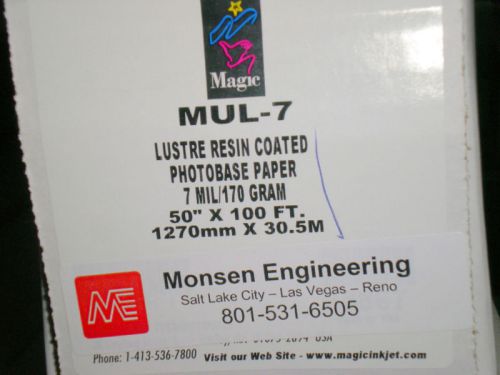 Magic
MUL-7
LUSTRE RESIN COATED
PHOTOBASE PAPER
7 MIL/170 GRAM
50" X 100 FT.
1270mm X 30.5M
ME
Monsen Engineering
Salt Lake City – Las Vegas – Reno
801-531-6505
USA
Phone: 1-413-536-7800 Visit our Web Site - www.magicinkjet.com